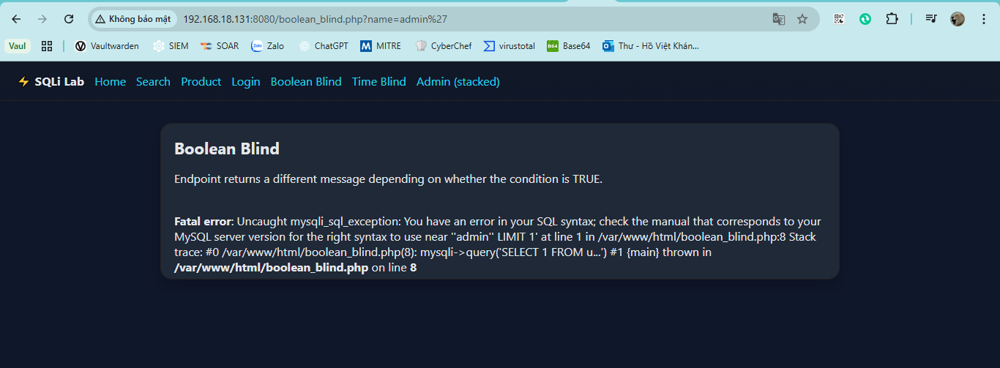 Không bảo mật 192.168.18.131:8080/boolean_blind.php?name=admin%27
Vaul Vaultwarden SIEM SOAR Zalo Zalo ChatGPT M MITRE CyberChef virustotal B64 Base64 Thư - Hồ Việt Khán...
SQLi Lab Home Search Product Login Boolean Blind Time Blind Admin (stacked)
Boolean Blind
Endpoint returns a different message depending on whether the condition is TRUE.
Fatal error: Uncaught mysqli_sql_exception: You have an error in your SQL syntax; check the manual that corresponds to your
MySQL server version for the right syntax to use near ''admin'' LIMIT 1' at line 1 in /var/www/html/boolean_blind.php:8 Stack
trace: #0 /var/www/html/boolean_blind.php(8): mysqli->query('SELECT 1 FROM u...') #1 {main} thrown in
/var/www/html/boolean_blind.php on line 8